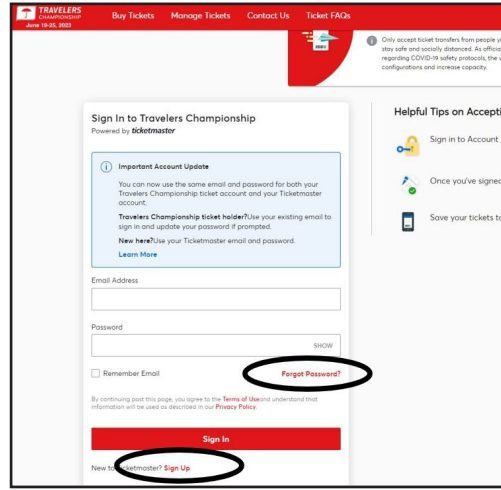 TRAVELERS
CHAMPIONSHIP
June 19-25, 2023
Buy Tickets Manage Tickets Contact Us Ticket FAQs
Only accept ticket transfers from people y
stay safe and socially distanced. As officia
regarding COVID-19 safety protocols, the v
configurations and increase capacity.
Sign In to Travelers Championship
Powered by ticketmaster
Important Account Update
You can now use the same email and password for both your
Travelers Championship ticket account and your Ticketmaster
account.
Travelers Championship ticket holder?Use your existing email to
sign in and update your password if prompted.
New here?Use your Ticketmaster email and password.
Learn More
Email Address
Password
SHOW
Remember Email
Forgot Password?
By continuing past this page, you agree to the Terms of Use and understand that
information will be used as described in our Privacy Policy.
Sign In
New to Ticketmaster? Sign Up
Helpful Tips on Accepti
Sign in to Account
Once you've signed
Save your tickets to